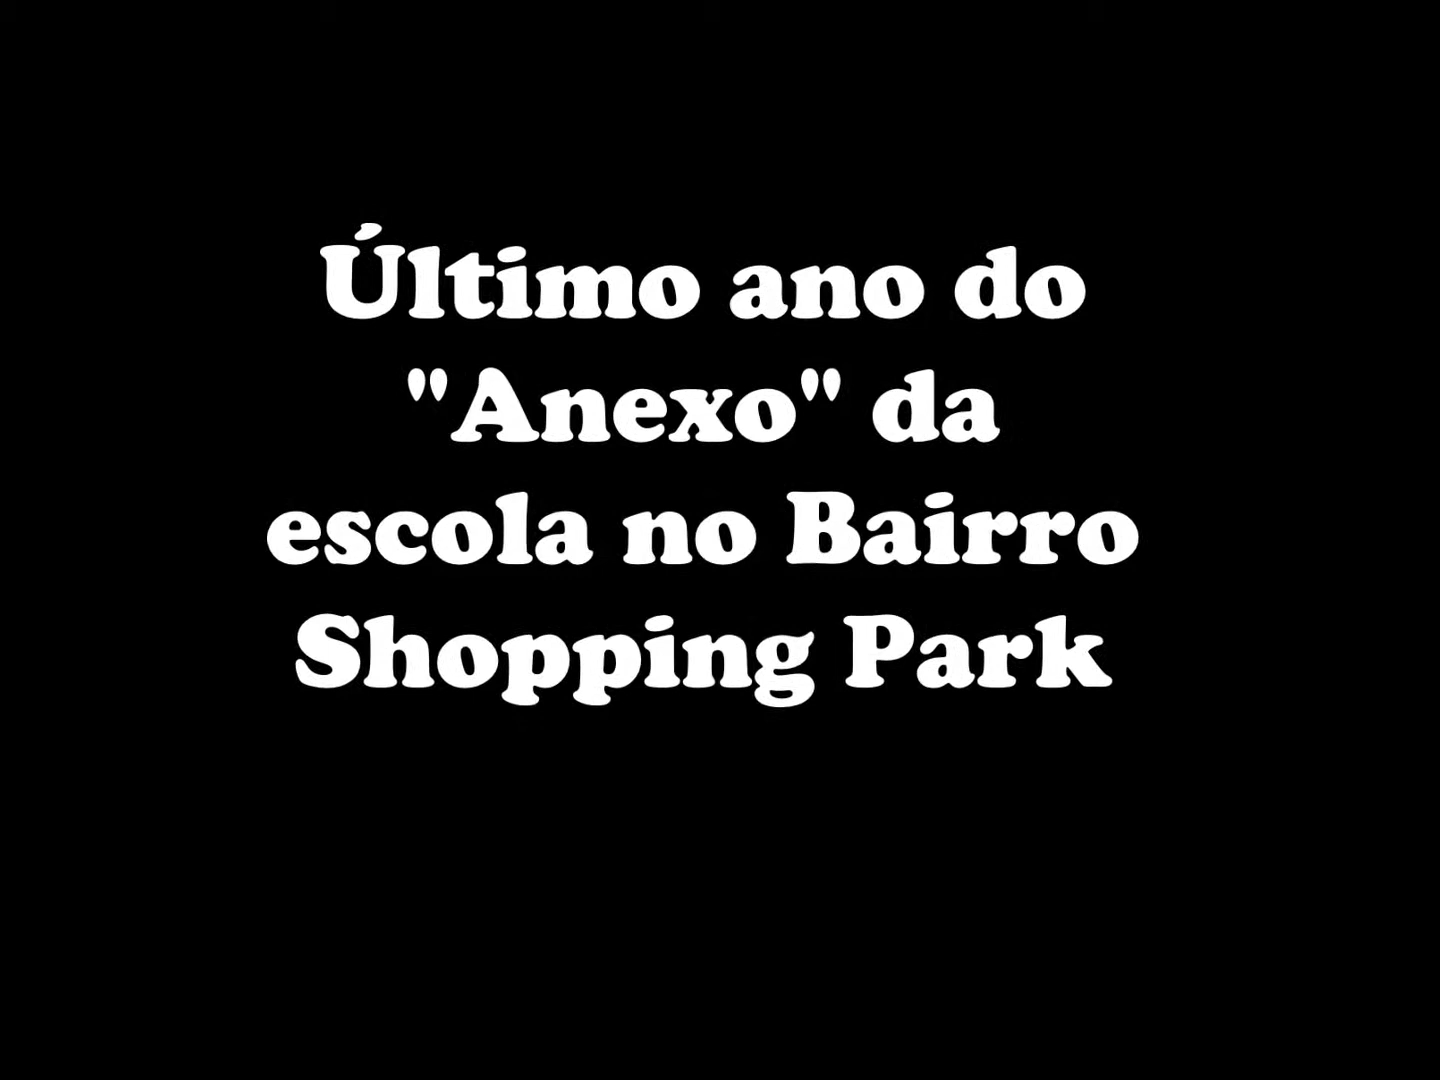 Último ano do
"Anexo" da
escola no Bairro
Shopping Park